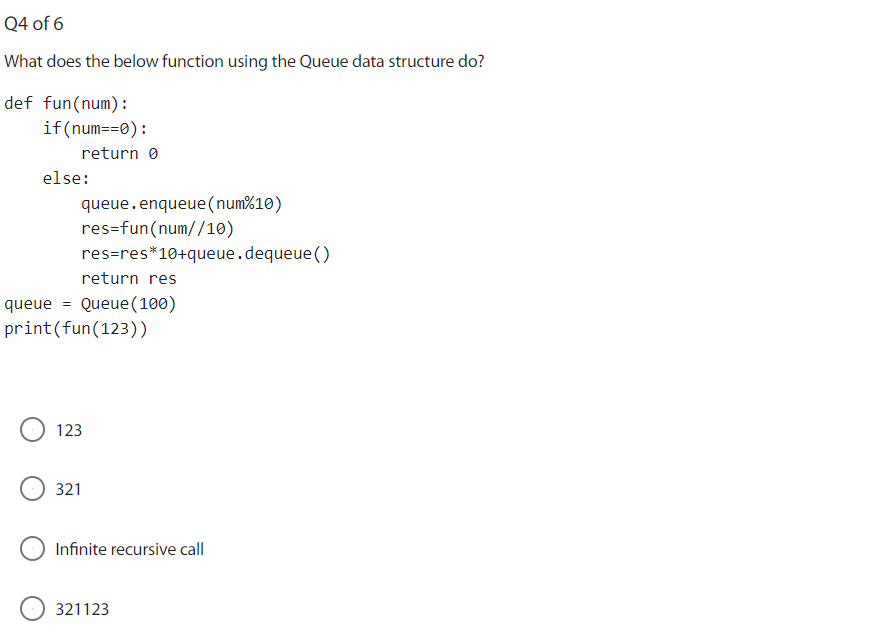 Q4 of 6
What does the below function using the Queue data structure do?
def fun(num):
    if(num==0):
        return 0
    else:
        queue.enqueue(num%10)
        res=fun(num//10)
        res=res*10+queue.dequeue()
        return res
queue = Queue(100)
print(fun(123))
123
321
Infinite recursive call
321123